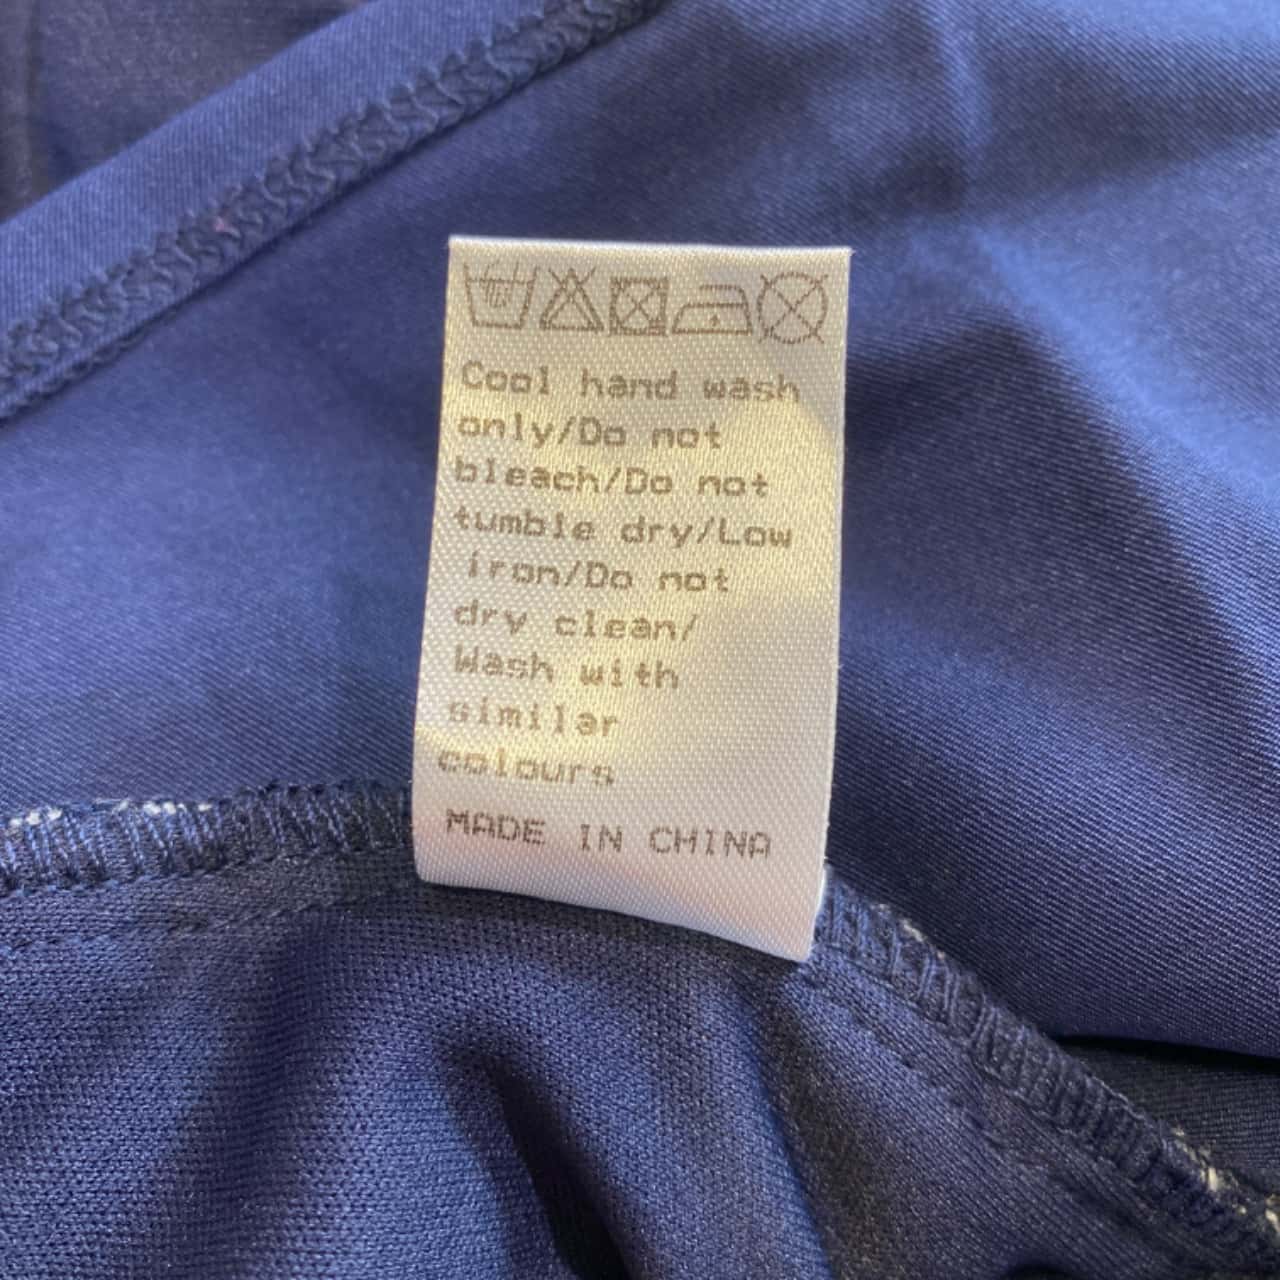 Cool hand wash
only/Do not
bleach/Do not
tumble dry/Low
iron/Do not
dry clean/
Wash with
similar
colours
MADE IN CHINA